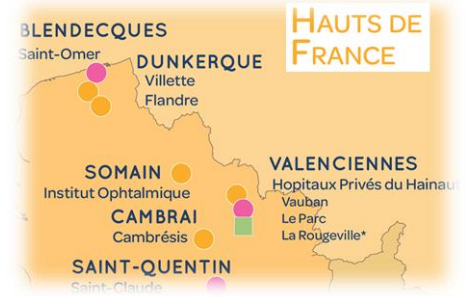 HAUTS DE
FRANCE
BLENDECQUES
Saint-Omer
DUNKERQUE
Villette
Flandre
SOMAIN
Institut Ophtalmique
VALENCIENNES
Hopitaux Privés du Hainau
Vauban
Le Parc
La Rougeville*
CAMBRAI
Cambrésis
SAINT-QUENTIN
Saint-Claude